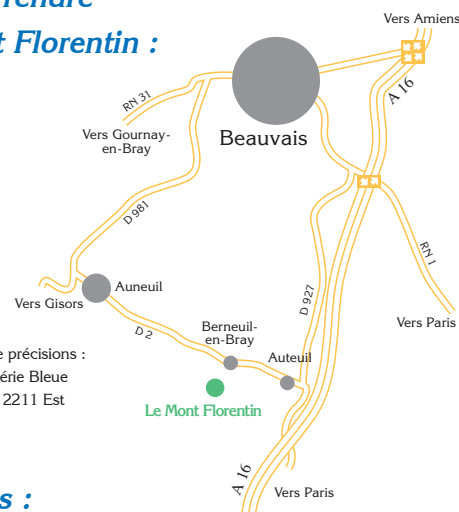 t Florentin :
Vers Amiens
A 16
RN 31
Vers Gournay-
en-Bray
Beauvais
D 981
RN 1
Auneuil
Vers Gisors
D 927
D 2
Berneuil-
en-Bray
Vers Paris
Auteuil
e précisions :
érie Bleue
2211 Est
Le Mont Florentin
A 16
Vers Paris
s :